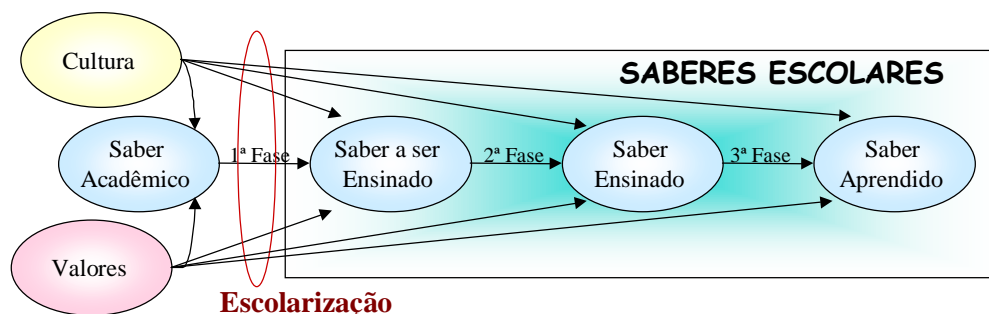 Cultura
SABERES ESCOLARES
Saber
Acadêmico
1ª Fase
Saber a ser
Ensinado
2ª Fase
Saber
Ensinado
3ª Fase
Saber
Aprendido
Valores
Escolarização